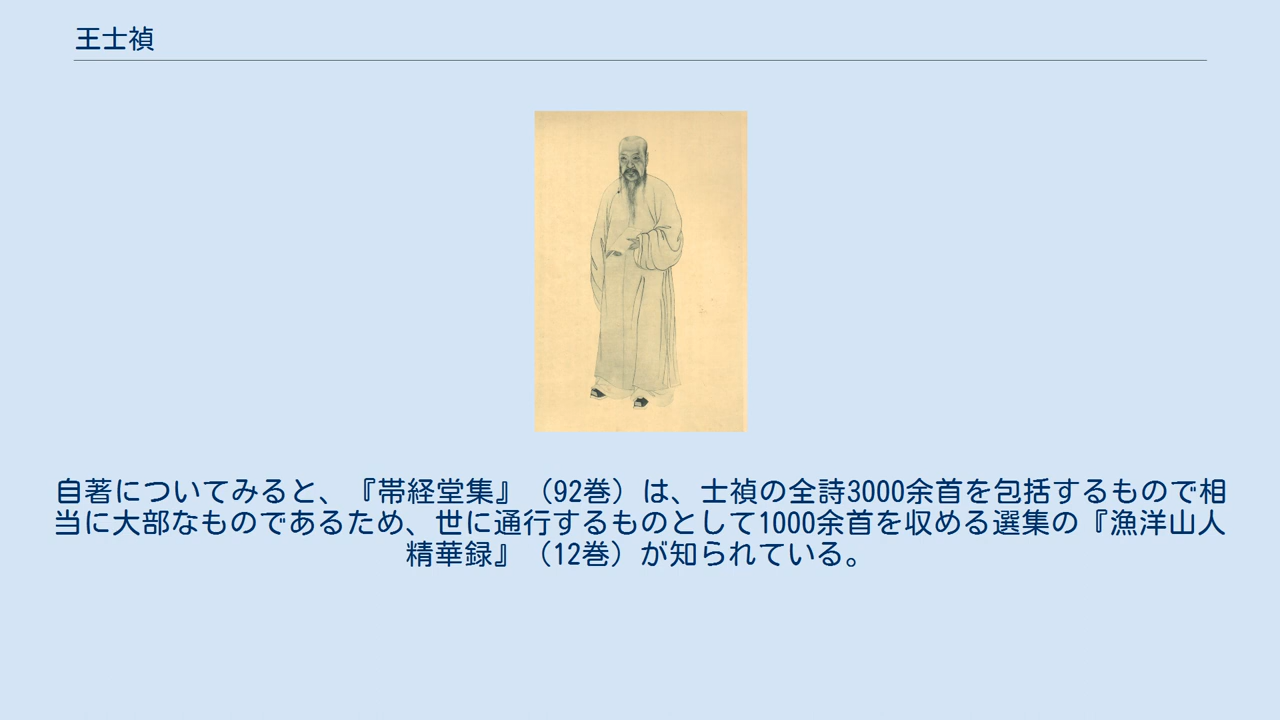 王士禎
自著についてみると、『帯経堂集』（92巻）は、士禎の全詩3000余首を包括するもので相
当に大部なものであるため、世に通行するものとして1000余首を収める選集の『漁洋山人
精華録』（12巻）が知られている。